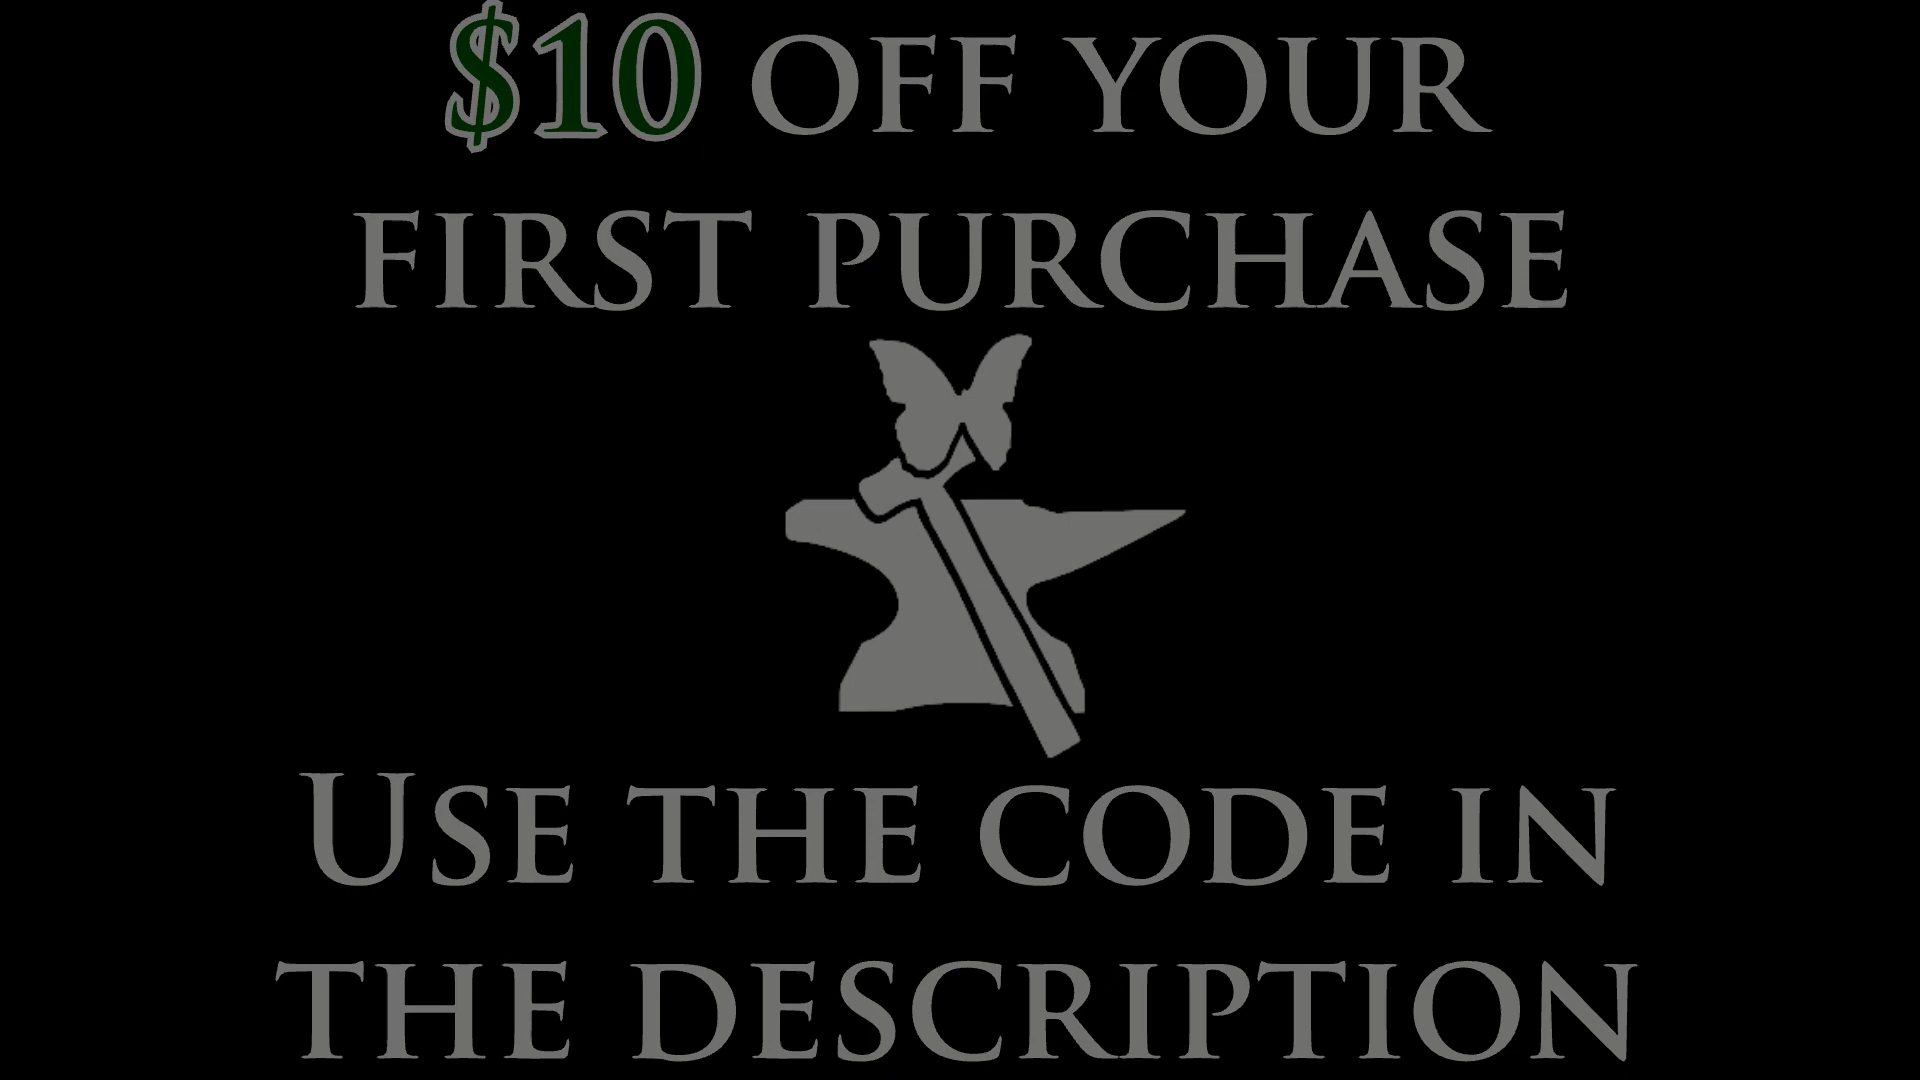 $10 OFF YOUR
FIRST PURCHASE
USE THE CODE IN
THE DESCRIPTION